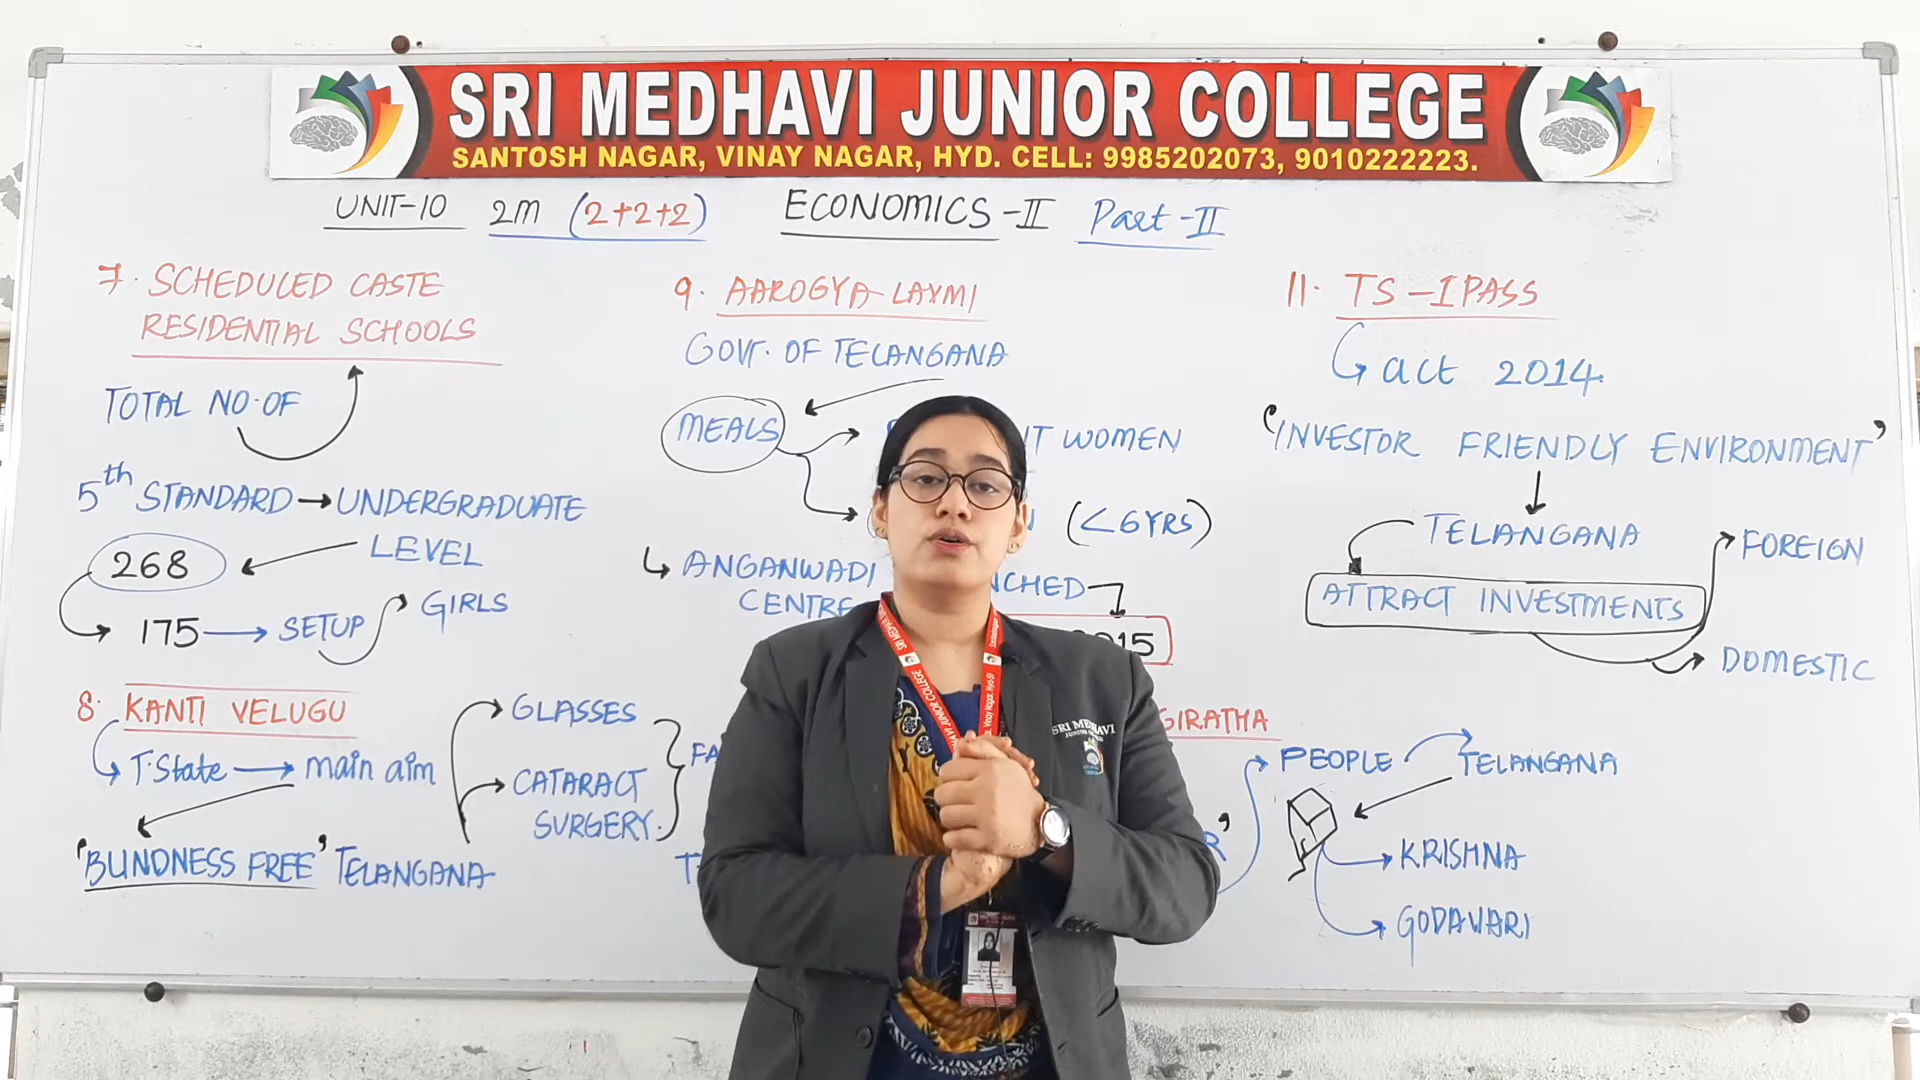 SRI MEDHAVI JUNIOR COLLEGE
SANTOSH NAGAR, VINAY NAGAR, HYD. CELL: 9985202073, 9010222223.
UNIT-10 2M (2+2+2) ECONOMICS-II Part-II
7. SCHEDULED CASTE
RESIDENTIAL SCHOOLS
TOTAL NO.OF
5th STANDARD → UNDERGRADUATE
LEVEL
268
175 → SETUP GIRLS
8. KANTI VELUGU
T.State → main aim
'BLINDNESS FREE' TELANGANA
GLASSES
CATARACT
SURGERY.
9. AAROGYA-LAXMI
GOVT. OF TELANGANA
MEALS
WOMEN
(<6YRS)
ANGANWADI
11. TS-IPASS
act 2014.
'INVESTOR FRIENDLY ENVIRONMENT'
TELANGANA
ATTRACT INVESTMENTS
FOREIGN
DOMESTIC
PEOPLE TELANGANA
KRISHNA
GODAVARI
SRI MEDHAVI
JUNIOR COLLEGE